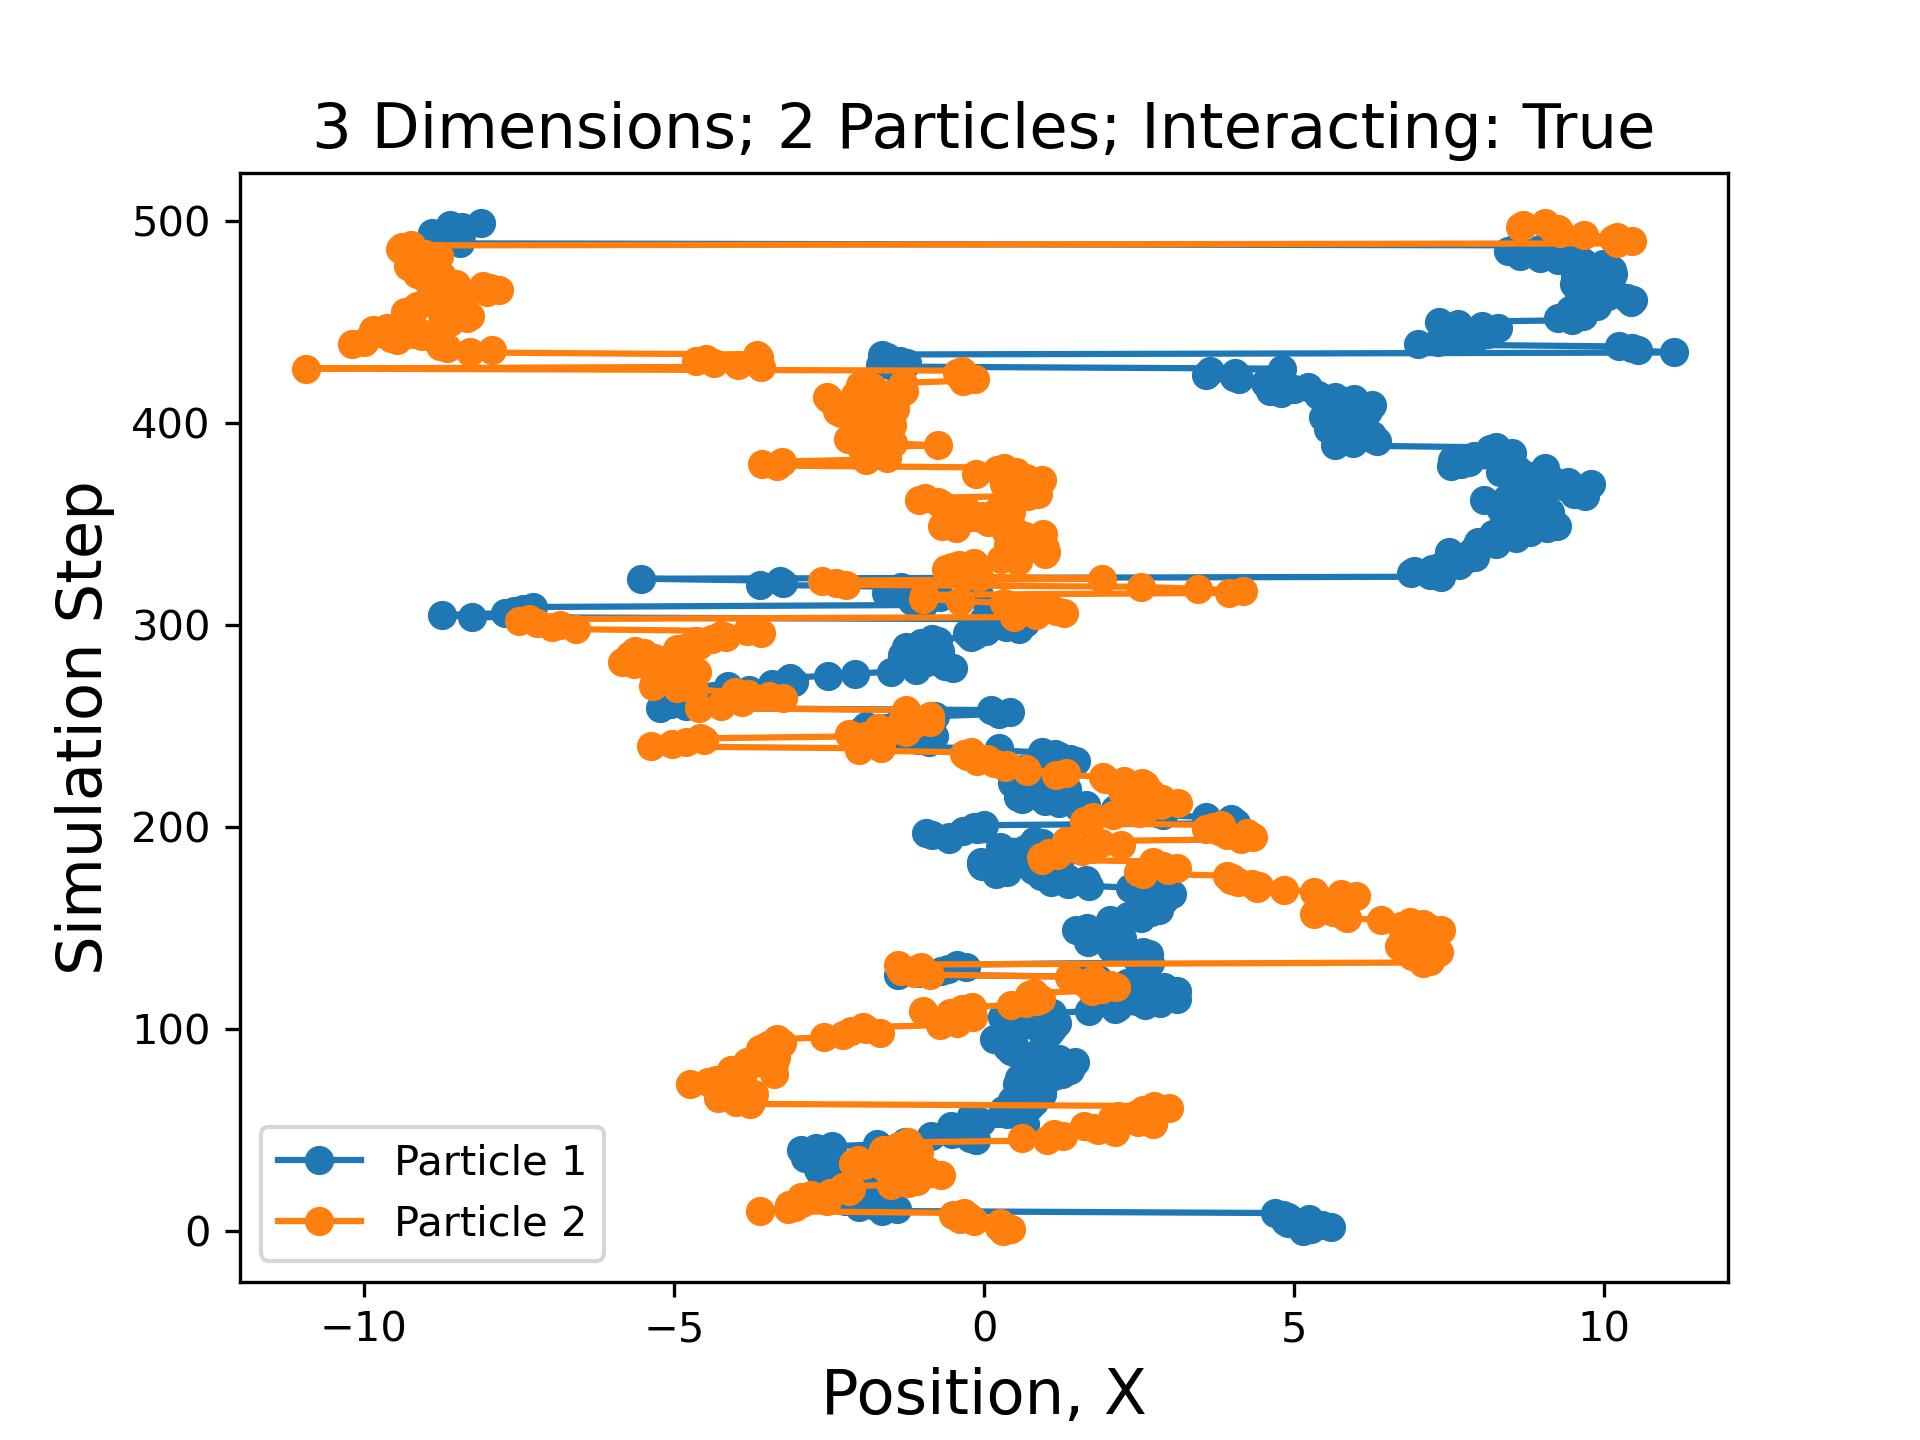 3 Dimensions; 2 Particles; Interacting: True
Simulation Step
500
400
300
200
100
0
Particle 1
Particle 2
−10
−5
0
5
10
Position, X